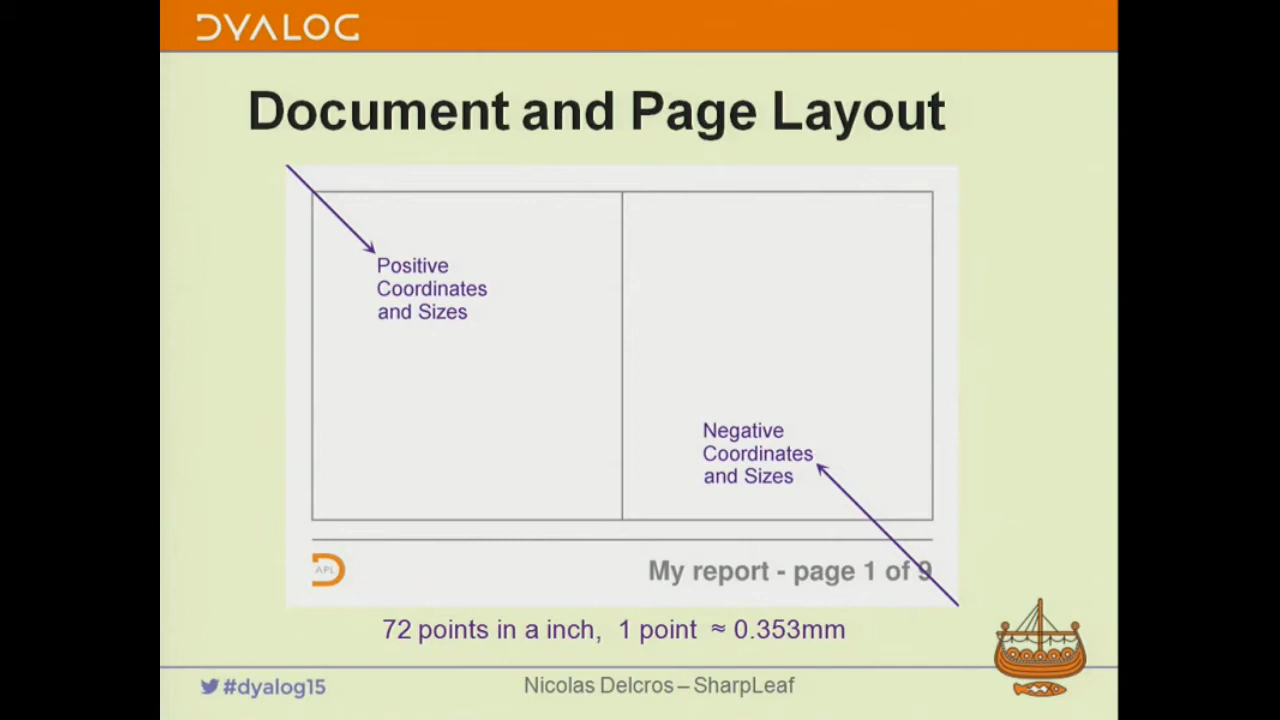 DYALOG
Document and Page Layout
Positive
Coordinates
and Sizes
Negative
Coordinates
and Sizes
APL
My report - page 1 of 9
72 points in a inch, 1 point ≈ 0.353mm
#dyalog15
Nicolas Delcros – SharpLeaf